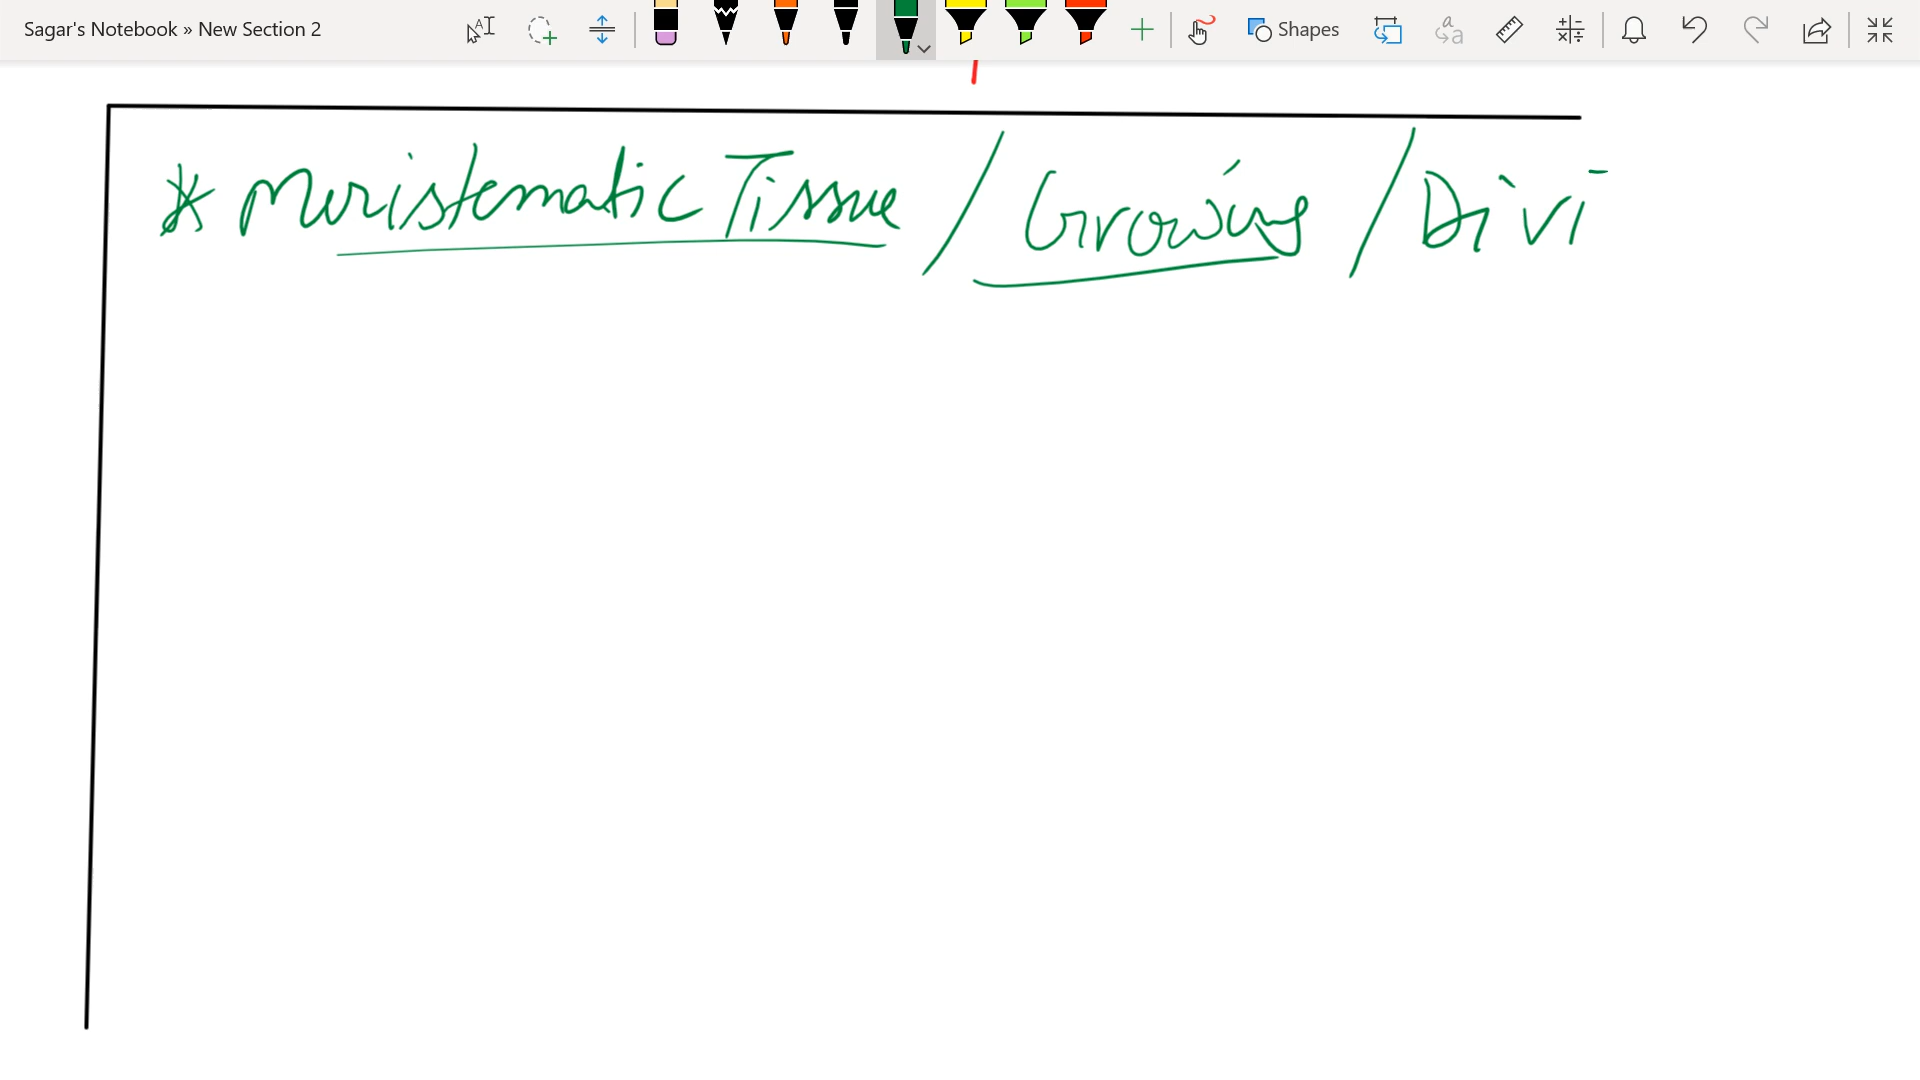 Sagar's Notebook » New Section 2
Shapes
* Meristematic Tissue / Growing / Divi